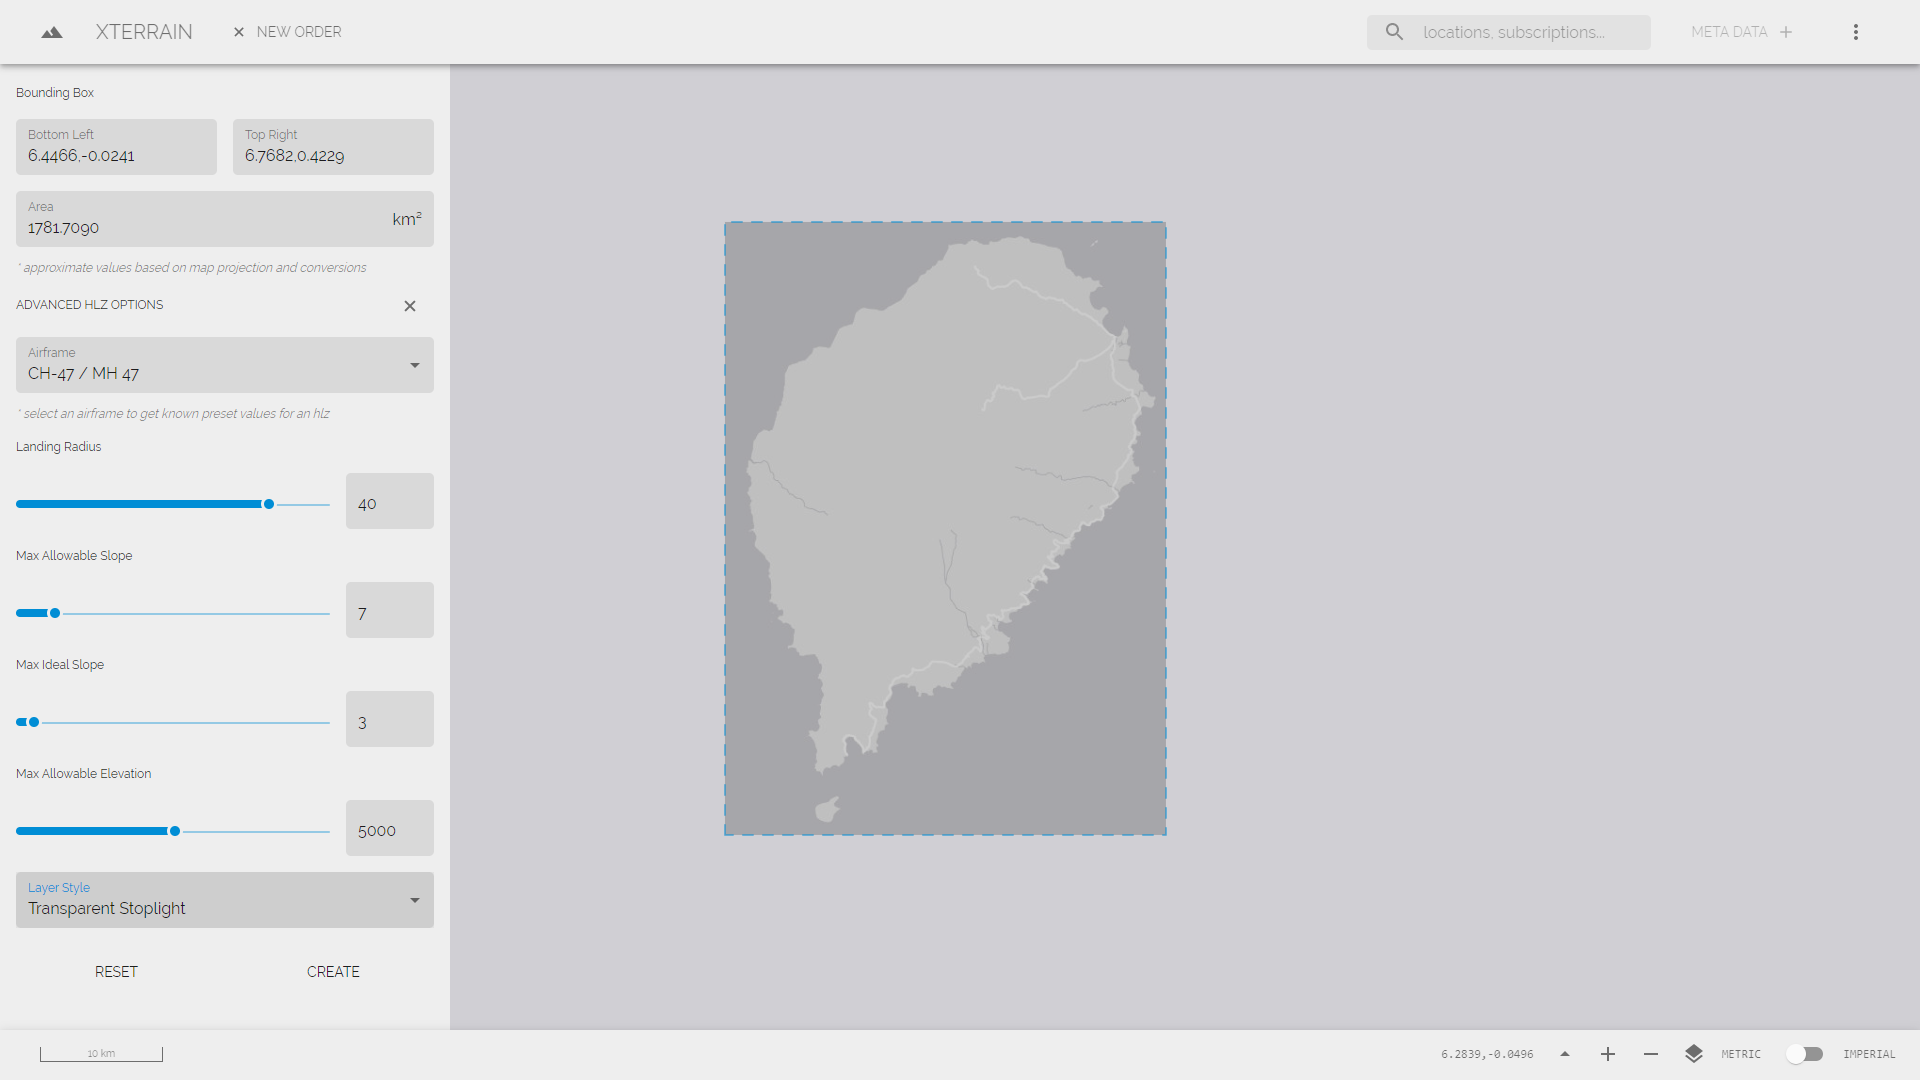 XTERRAIN
NEW ORDER
locations, subscriptions...
META DATA
Bounding Box
Bottom Left
6.4466,-0.0241
Top Right
6.7682,0.4229
Area
1781.7090
km²
* approximate values based on map projection and conversions
ADVANCED HLZ OPTIONS
Airframe
CH-47 / MH 47
* select an airframe to get known preset values for an hlz
Landing Radius
40
Max Allowable Slope
7
Max Ideal Slope
3
Max Allowable Elevation
5000
Layer Style
Transparent Stoplight
RESET
CREATE
10 km
6.2839,-0.0496
METRIC
IMPERIAL